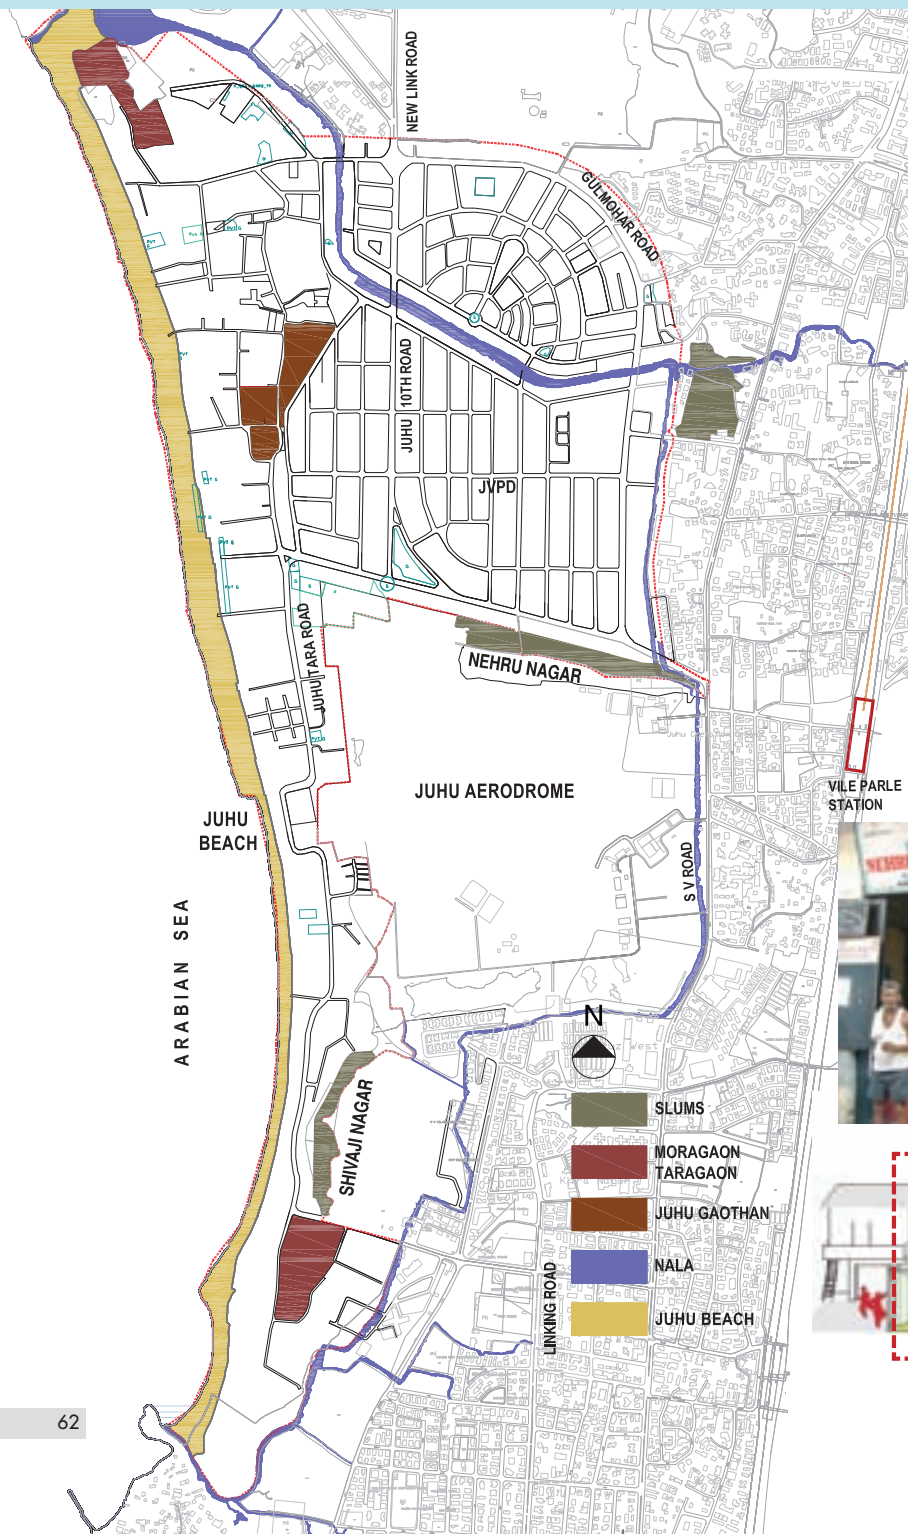 NEW LINK ROAD
GULMOHAR ROAD
JUHU 10TH ROAD
JVPD
JUHU TARA ROAD
NEHRU NAGAR
JUHU AERODROME
VILE PARLE
STATION
JUHU
BEACH
S V ROAD
ARABIAN SEA
N
SHIVAJI NAGAR
SLUMS
MORAGAON
TARAGAON
JUHU GAOTHAN
NALA
JUHU BEACH
LINKING ROAD
62